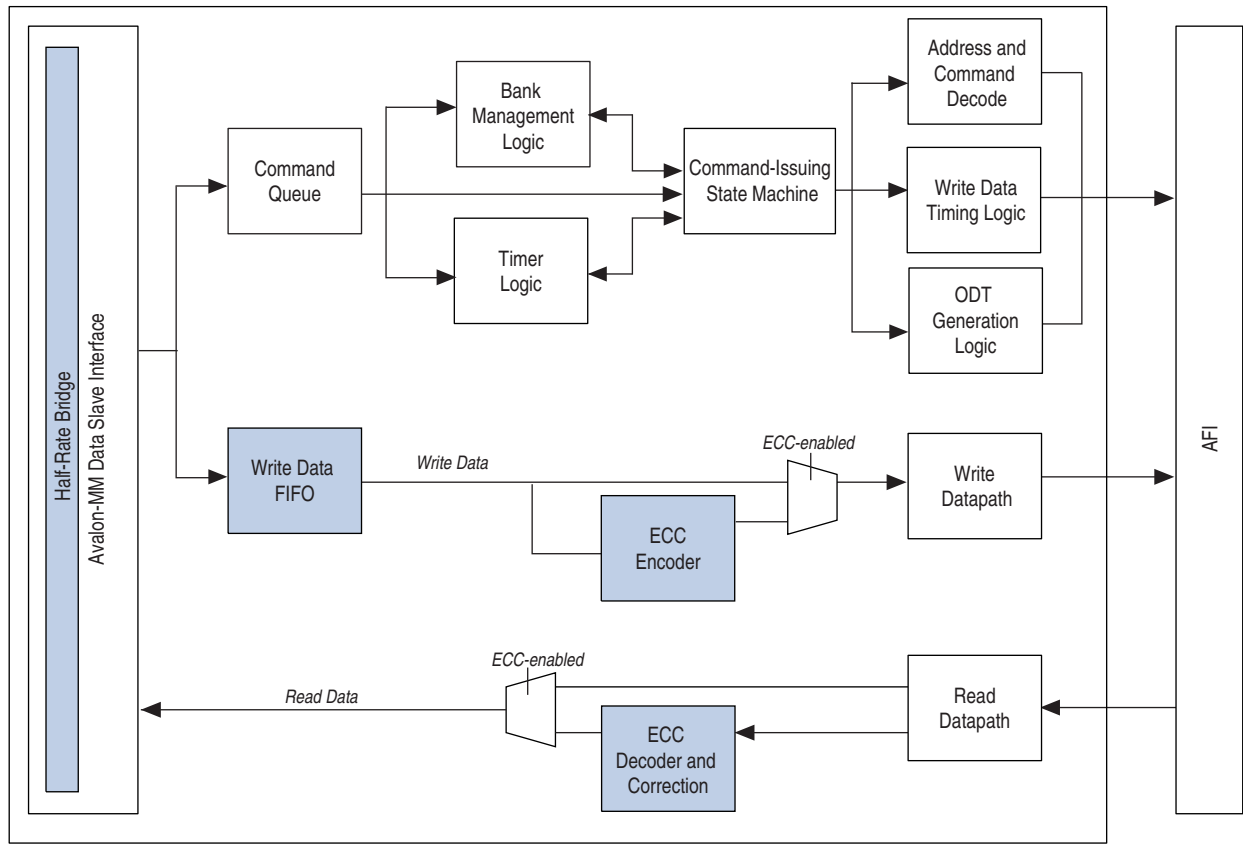 Half-Rate Bridge
Avalon-MM Data Slave Interface
Command
Queue
Bank
Management
Logic
Timer
Logic
Command-Issuing
State Machine
Address and
Command
Decode
Write Data
Timing Logic
ODT
Generation
Logic
AFI
Write Data
FIFO
Write Data
ECC
Encoder
ECC-enabled
Write
Datapath
Read Data
ECC-enabled
ECC
Decoder and
Correction
Read
Datapath